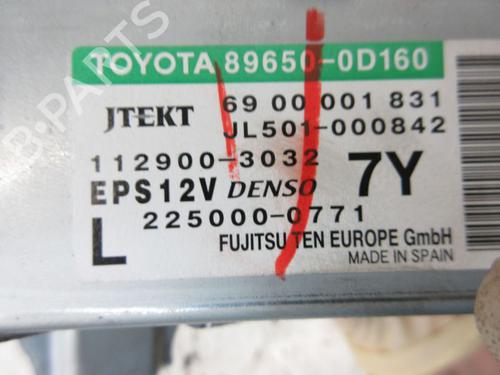 TOYOTA 89650-0D160
JTEKT 69 00 001 831
JL501-000842
112900-3032 7Y
EPS12V DENSO
L 225000-0771
FUJITSU TEN EUROPE GmbH
MADE IN SPAIN
B-PARTS